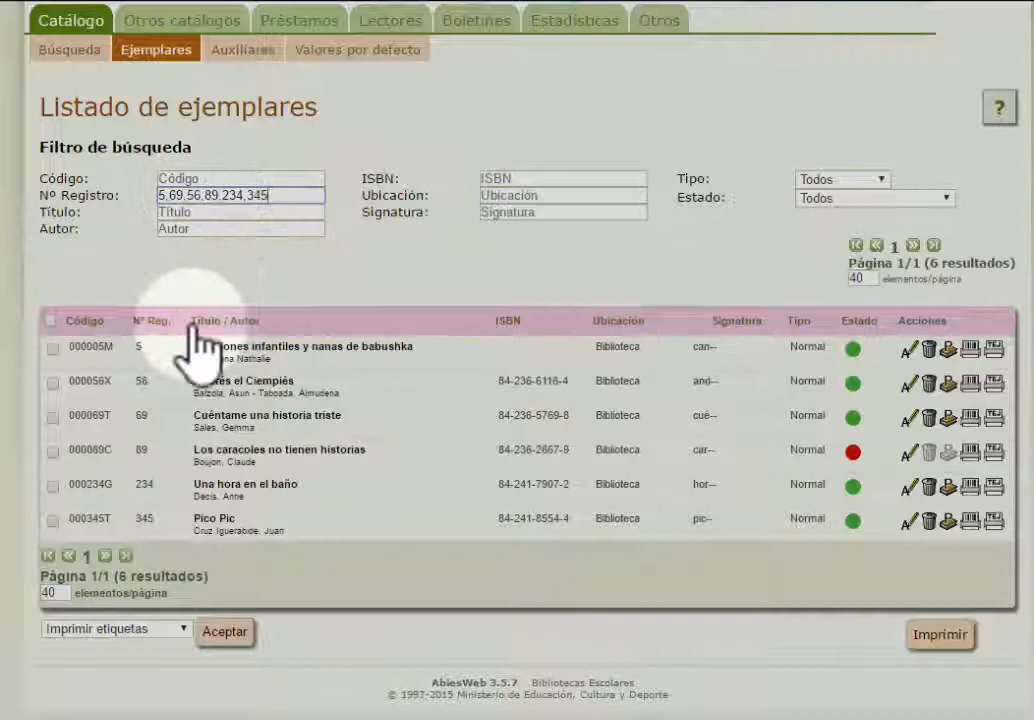 Catálogo Otros catálogos Préstamos Lectores Boletines Estadísticas Otros
Búsqueda Ejemplares Auxiliares Valores por defecto
Listado de ejemplares ?
Filtro de búsqueda
Código: Código ISBN: ISBN Tipo: Todos
Nº Registro: 5,69,56,89,234,345 Ubicación: Ubicación Estado: Todos
Título: Título Signatura: Signatura
Autor: Autor
1
Página 1/1 (6 resultados)
40 elementos/página
Código Nº Reg. Título / Autor ISBN Ubicación Signatura Tipo Estado Acciones
000005M 5 iones infantiles y nanas de babushka Biblioteca can-- Normal
na Nathalie
000056X 56 és el Ciempiés 84-236-6116-4 Biblioteca and-- Normal
Balzola, Asun - Taboada, Almudena
000069T 69 Cuéntame una historia triste 84-236-5769-8 Biblioteca cué-- Normal
Sales, Gemma
000089C 89 Los caracoles no tienen historias 84-236-2667-9 Biblioteca car-- Normal
Boujon, Claude
000234G 234 Una hora en el baño 84-241-7907-2 Biblioteca hor-- Normal
Decis, Anne
000345T 345 Pico Pic 84-241-8554-4 Biblioteca pic-- Normal
Cruz Iguerabide, Juan
1
Página 1/1 (6 resultados)
40 elementos/página
Imprimir etiquetas Aceptar Imprimir
AbiesWeb 3.5.7 Bibliotecas Escolares
© 1997-2015 Ministerio de Educación, Cultura y Deporte